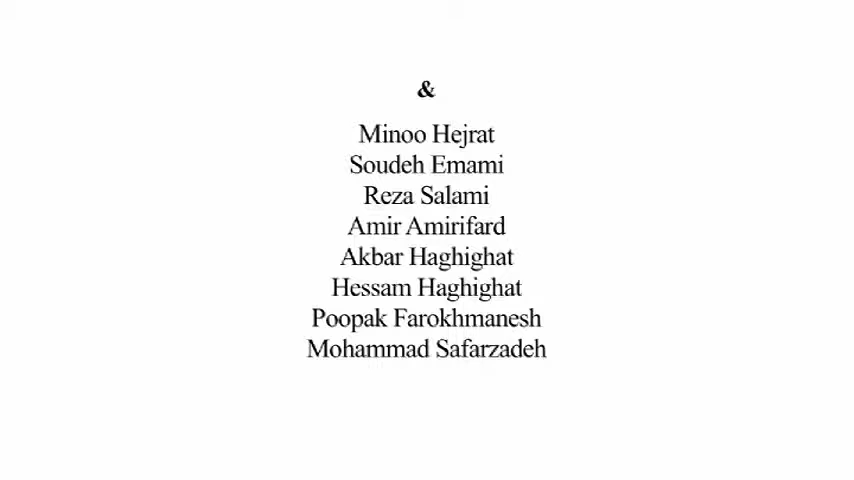 &
Minoo Hejrat
Soudeh Emami
Reza Salami
Amir Amirifard
Akbar Haghighat
Hessam Haghighat
Poopak Farokhmanesh
Mohammad Safarzadeh